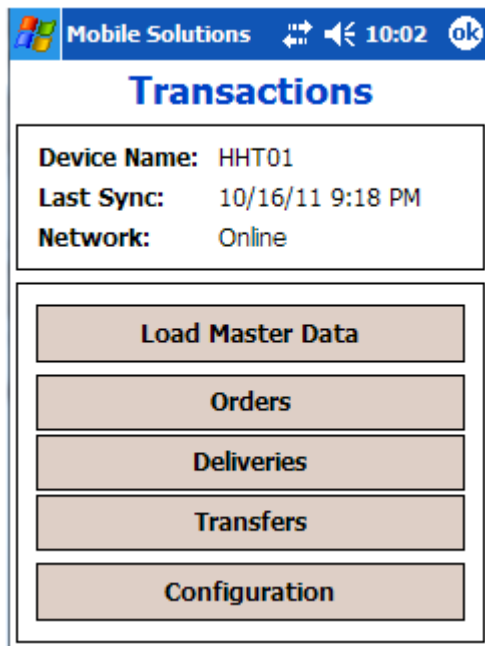 Mobile Solutions 10:02 ok
Transactions
Device Name: HHT01
Last Sync: 10/16/11 9:18 PM
Network: Online
Load Master Data
Orders
Deliveries
Transfers
Configuration